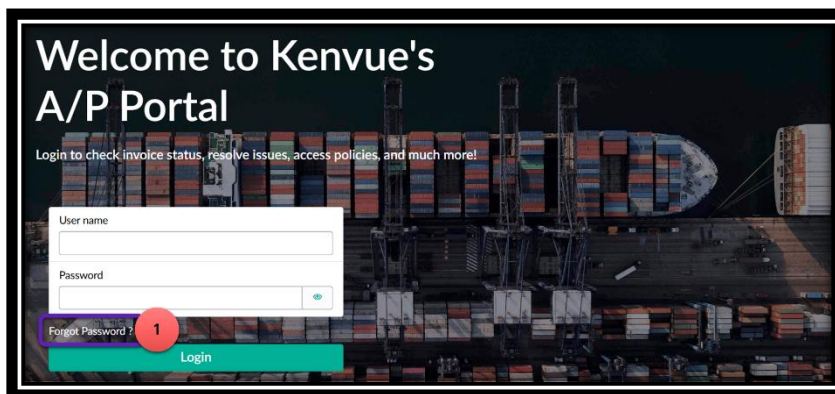 Welcome to Kenvue's
A/P Portal
Login to check invoice status, resolve issues, access policies, and much more!
User name
Password
Forgot Password ?
1
Login